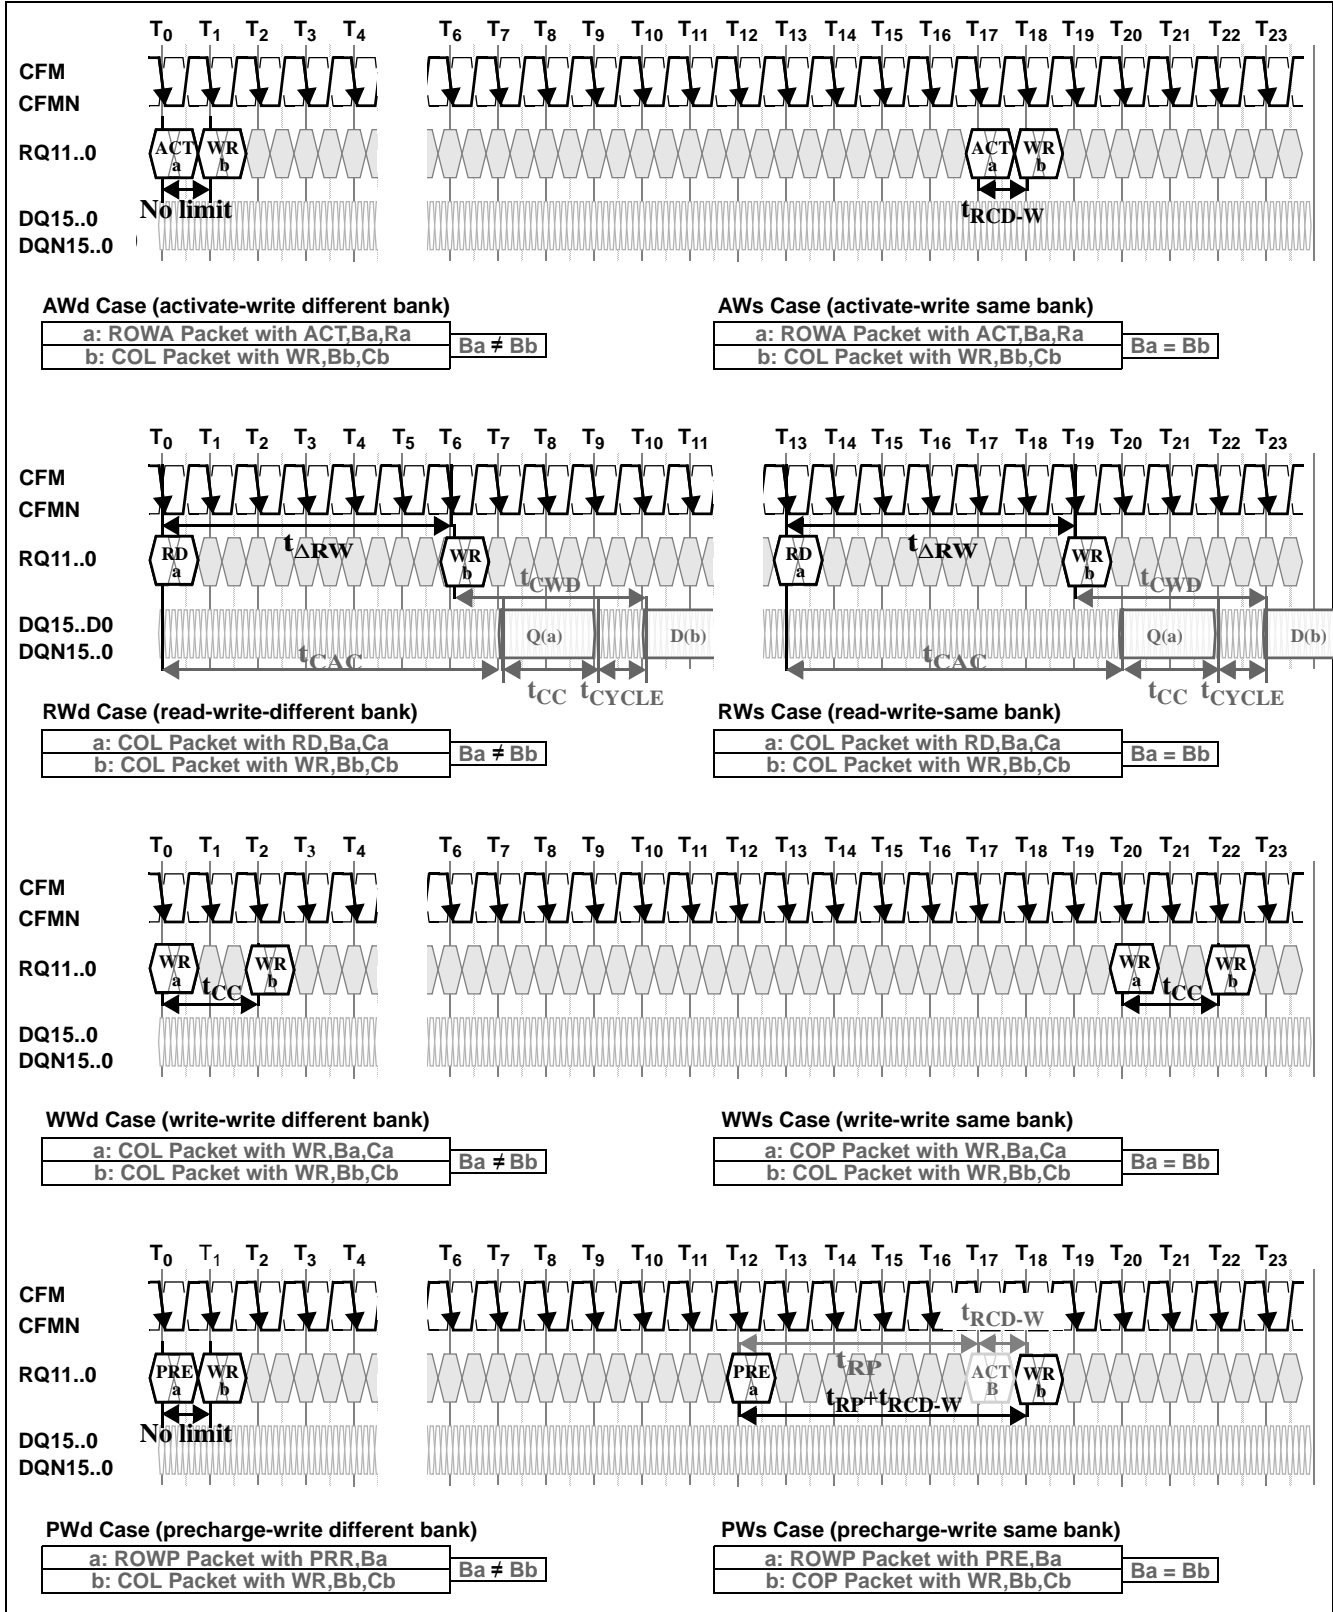 T0 T1 T2 T3 T4 T6 T7 T8 T9 T10 T11 T12 T13 T14 T15 T16 T17 T18 T19 T20 T21 T22 T23
CFM
CFMN
RQ11..0 ACT a WR b ACT a WR b
No limit tRCD-W
DQ15..0
DQN15..0
AWd Case (activate-write different bank) AWs Case (activate-write same bank)
a: ROWA Packet with ACT,Ba,Ra a: ROWA Packet with ACT,Ba,Ra
Ba ≠ Bb Ba = Bb
b: COL Packet with WR,Bb,Cb b: COL Packet with WR,Bb,Cb
T0 T1 T2 T3 T4 T5 T6 T7 T8 T9 T10 T11 T13 T14 T15 T16 T17 T18 T19 T20 T21 T22 T23
CFM
CFMN
tΔRW tΔRW
RQ11..0 RD a WR b RD a WR b
tCWD tCWD
DQ15..D0 Q(a) D(b) Q(a) D(b)
DQN15..0
tCAC tCAC
tCC tCYCLE tCC tCYCLE
RWd Case (read-write-different bank) RWs Case (read-write-same bank)
a: COL Packet with RD,Ba,Ca a: COL Packet with RD,Ba,Ca
Ba ≠ Bb Ba = Bb
b: COL Packet with WR,Bb,Cb b: COL Packet with WR,Bb,Cb
T0 T1 T2 T3 T4 T6 T7 T8 T9 T10 T11 T12 T13 T14 T15 T16 T17 T18 T19 T20 T21 T22 T23
CFM
CFMN
RQ11..0 WR a WR b WR a WR b
tCC tCC
DQ15..0
DQN15..0
WWd Case (write-write different bank) WWs Case (write-write same bank)
a: COL Packet with WR,Ba,Ca a: COP Packet with WR,Ba,Ca
Ba ≠ Bb Ba = Bb
b: COL Packet with WR,Bb,Cb b: COL Packet with WR,Bb,Cb
T0 T1 T2 T3 T4 T6 T7 T8 T9 T10 T11 T12 T13 T14 T15 T16 T17 T18 T19 T20 T21 T22 T23
CFM
CFMN
tRCD-W
RQ11..0 PRE a WR b PRE a tRP ACT B WR b
No limit tRP+tRCD-W
DQ15..0
DQN15..0
PWd Case (precharge-write different bank) PWs Case (precharge-write same bank)
a: ROWP Packet with PRR,Ba a: ROWP Packet with PRE,Ba
Ba ≠ Bb Ba = Bb
b: COL Packet with WR,Bb,Cb b: COP Packet with WR,Bb,Cb